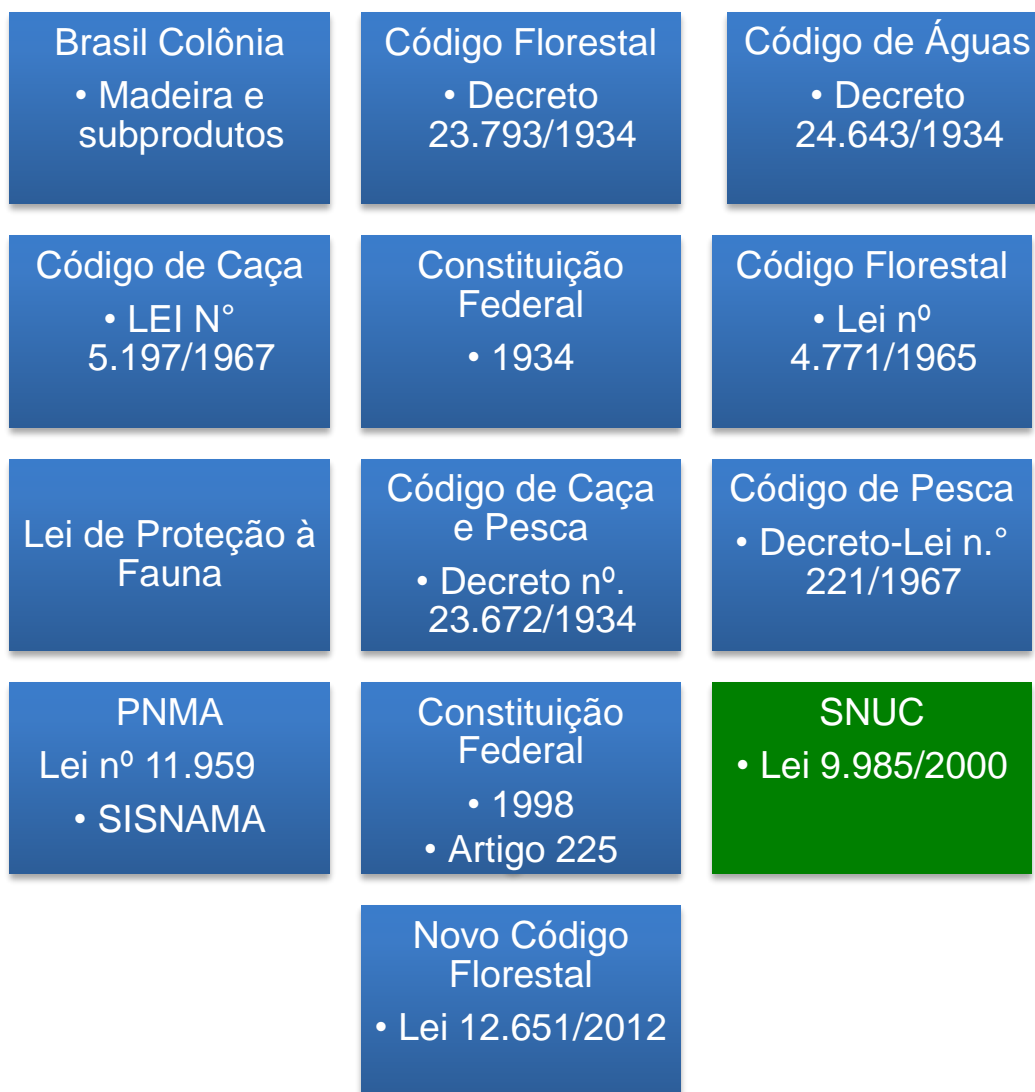 Brasil Colônia
• Madeira e
subprodutos
Código Florestal
• Decreto
23.793/1934
Código de Águas
• Decreto
24.643/1934
Código de Caça
• LEI N°
5.197/1967
Constituição
Federal
• 1934
Código Florestal
• Lei nº
4.771/1965
Lei de Proteção à
Fauna
Código de Caça
e Pesca
• Decreto nº.
23.672/1934
Código de Pesca
• Decreto-Lei n.°
221/1967
PNMA
Lei nº 11.959
• SISNAMA
Constituição
Federal
• 1998
• Artigo 225
SNUC
• Lei 9.985/2000
Novo Código
Florestal
• Lei 12.651/2012